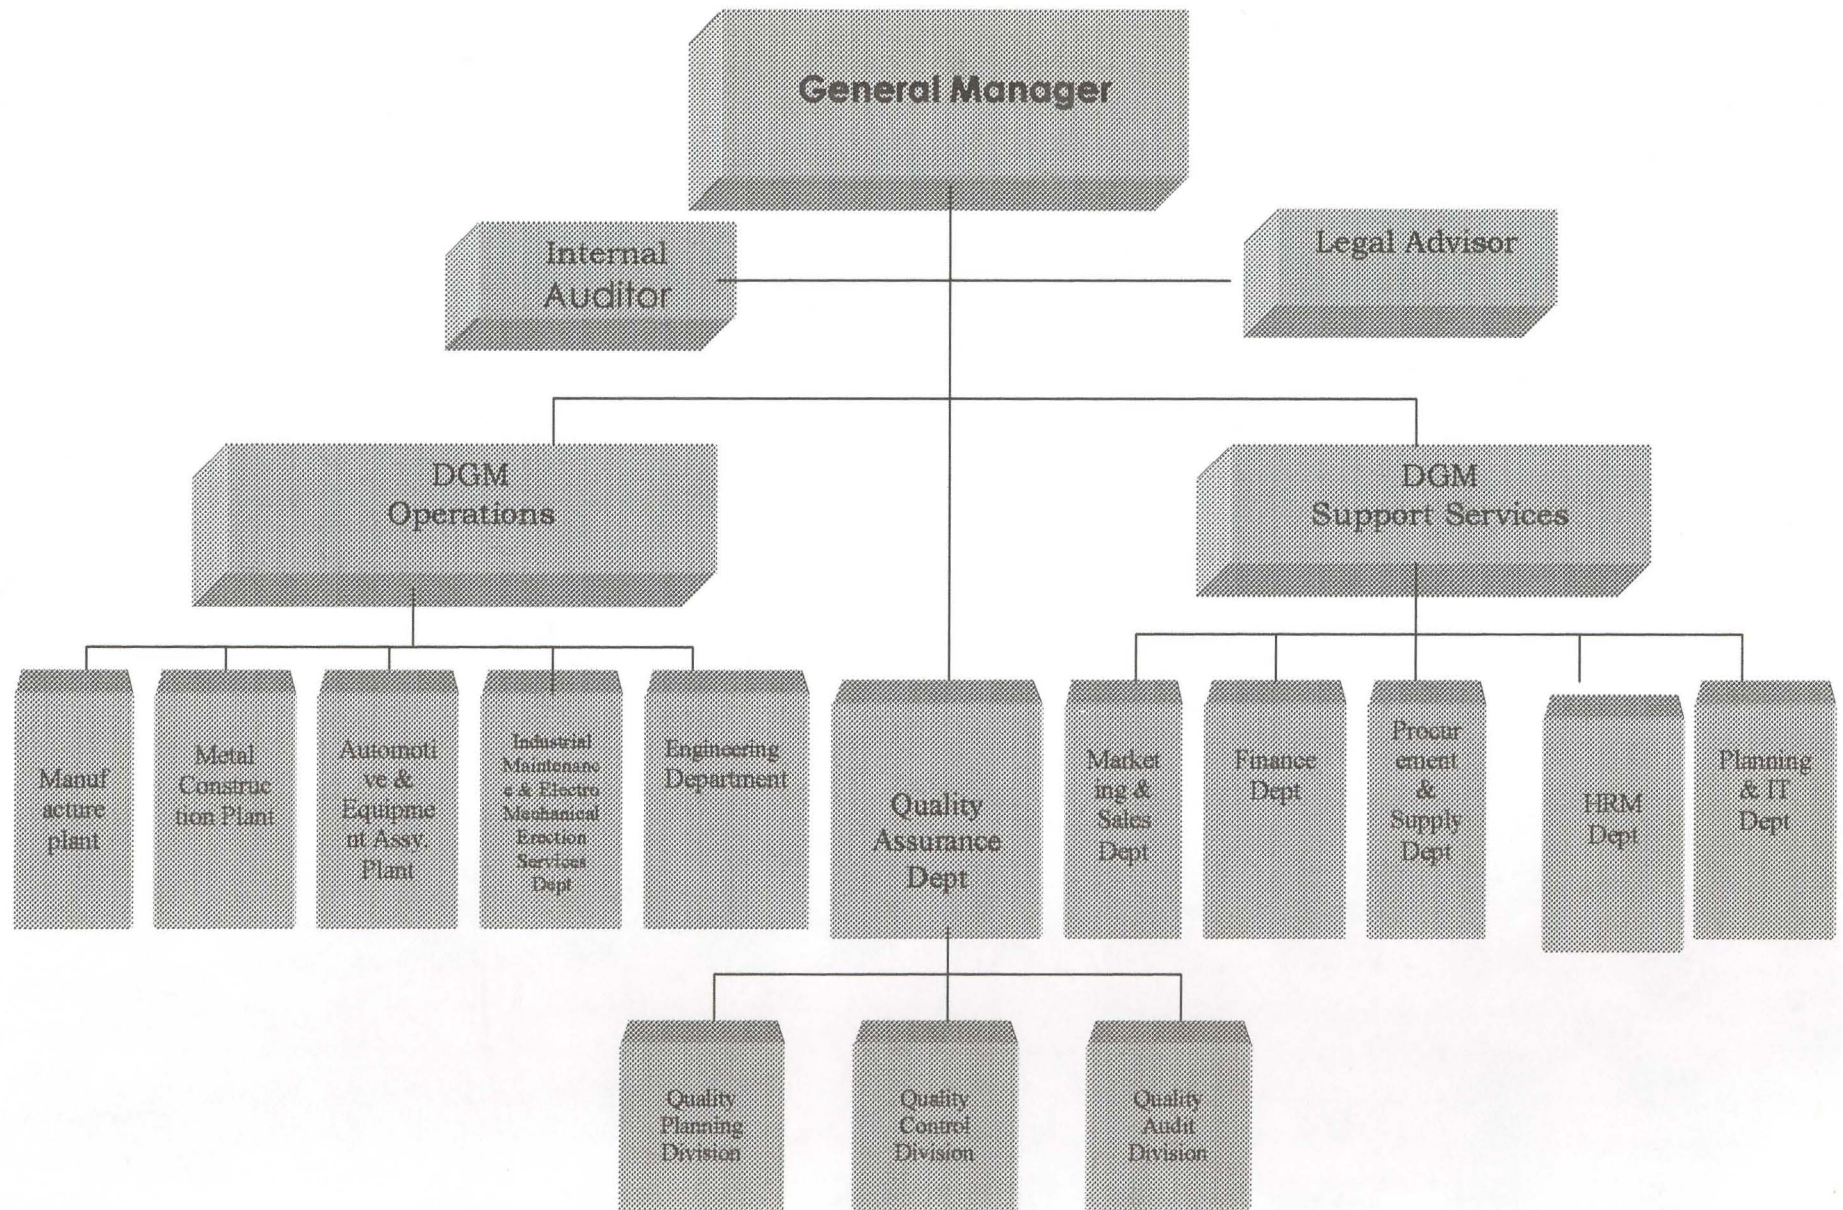 General Manager
Internal
Auditor
Legal Advisor
DGM
Operations
DGM
Support Services
Manuf
acture
plant
Metal
Construc
tion Plant
Automoti
ve &
Equipme
nt Assy.
Plant
Industrial
Maintenanc
e & Electro
Mechanical
Erection
Services
Dept
Engineering
Department
Quality
Assurance
Dept
Market
ing &
Sales
Dept
Finance
Dept
Procur
ement
&
Supply
Dept
HRM
Dept
Planning
& IT
Dept
Quality
Planning
Division
Quality
Control
Division
Quality
Audit
Division